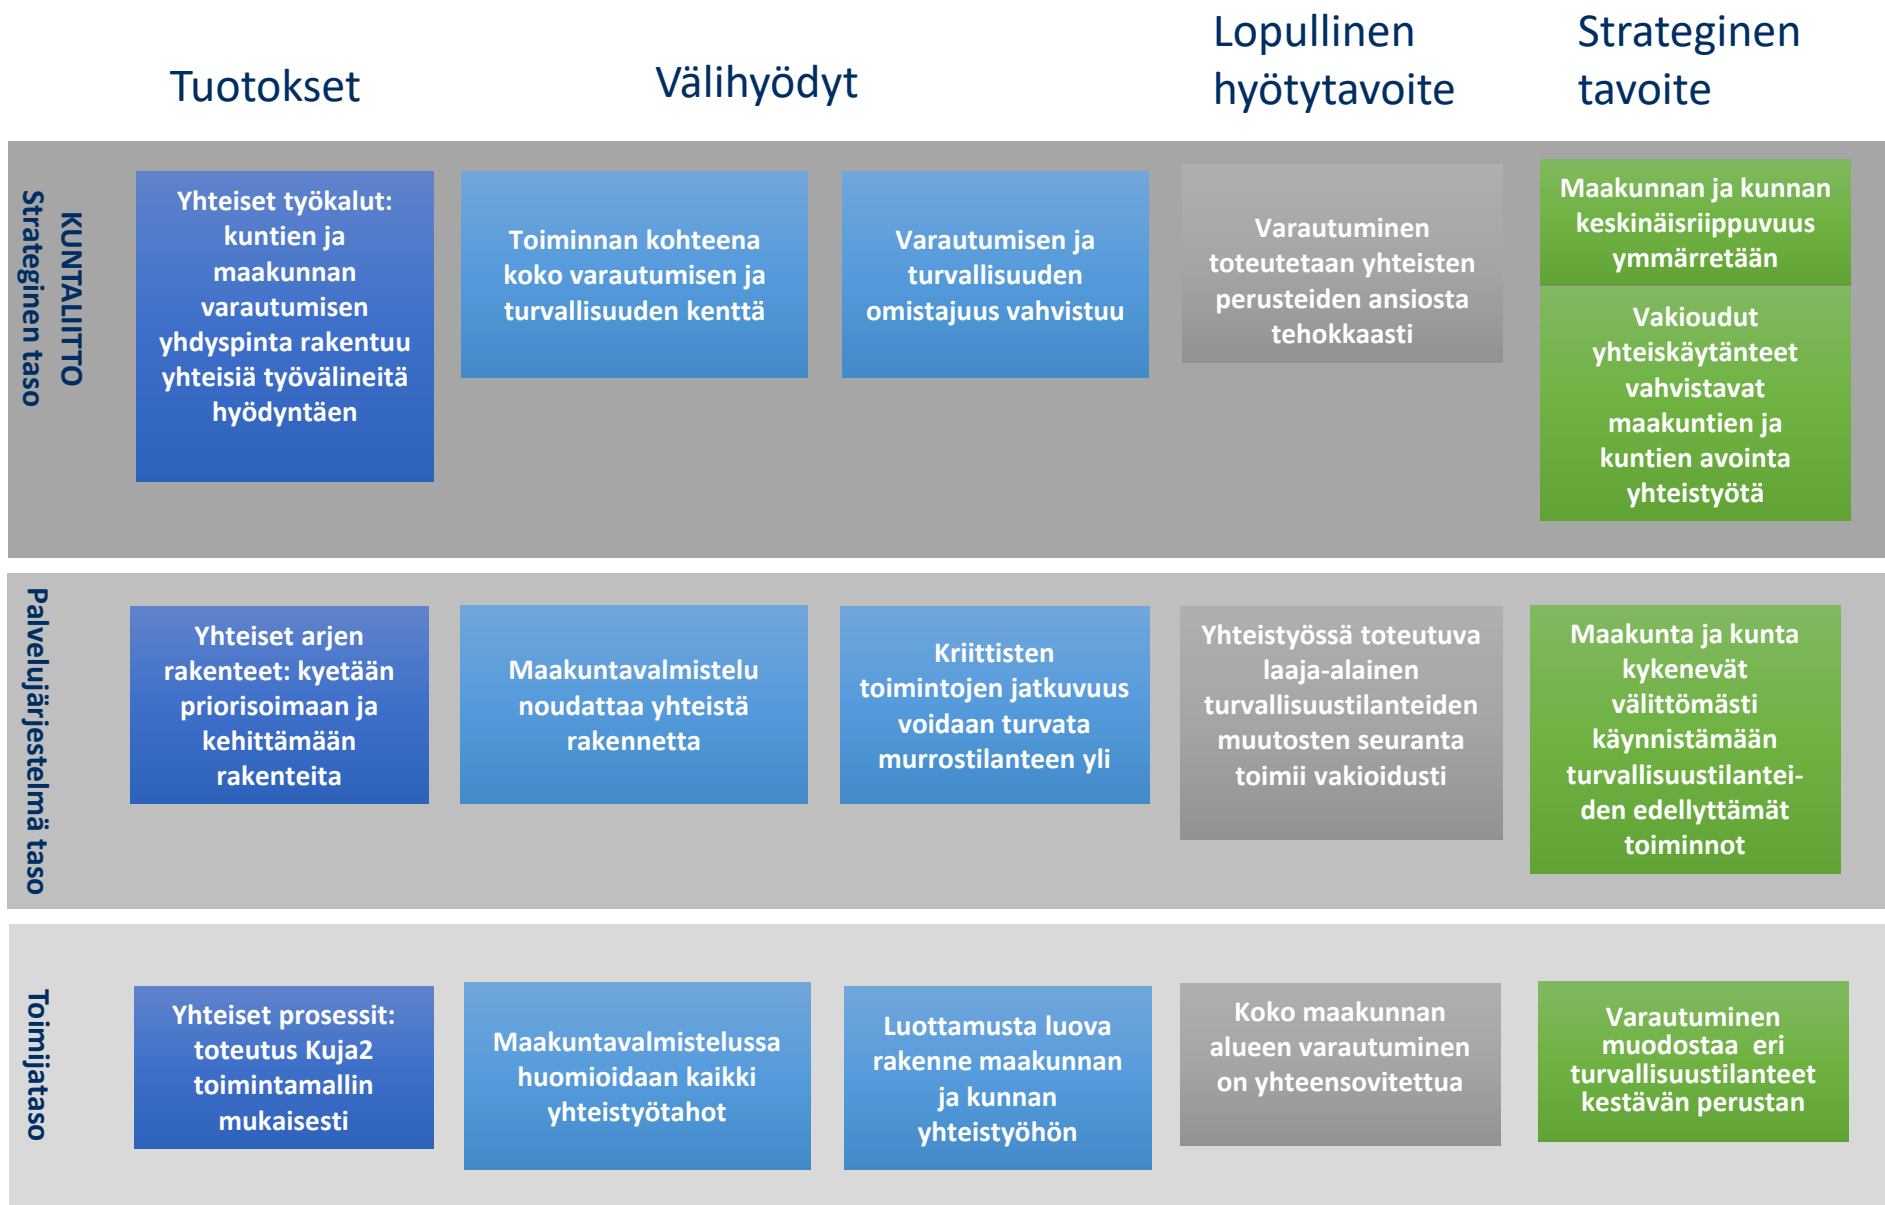 Tuotokset
Välihyödyt
Lopullinen
hyötytavoite
Strateginen
tavoite
KUNTALIITTO
Strateginen taso
Yhteiset työkalut:
kuntien ja
maakunnan
varautumisen
yhdyspinta rakentuu
yhteisiä työvälineitä
hyödyntäen
Toiminnan kohteena
koko varautumisen ja
turvallisuuden kenttä
Varautumisen ja
turvallisuuden
omistajuus vahvistuu
Varautuminen
toteutetaan yhteisten
perusteiden ansiosta
tehokkaasti
Maakunnan ja kunnan
keskinäisriippuvuus
ymmärretään
Vakioudut
yhteiskäytänteet
vahvistavat
maakuntien ja
kuntien avointa
yhteistyötä
Palvelujärjestelmä taso
Yhteiset arjen
rakenteet: kyetään
priorisoimaan ja
kehittämään
rakenteita
Maakuntavalmistelu
noudattaa yhteistä
rakennetta
Kriittisten
toimintojen jatkuvuus
voidaan turvata
murrostilanteen yli
Yhteistyössä toteutuva
laaja-alainen
turvallisuustilanteiden
muutosten seuranta
toimii vakioidusti
Maakunta ja kunta
kykenevät
välittömästi
käynnistämään
turvallisuustilantei-
den edellyttämät
toiminnot
Toimijataso
Yhteiset prosessit:
toteutus Kuja2
toimintamallin
mukaisesti
Maakuntavalmistelussa
huomioidaan kaikki
yhteistyötahot
Luottamusta luova
rakenne maakunnan
ja kunnan
yhteistyöhön
Koko maakunnan
alueen varautuminen
on yhteensovitettua
Varautuminen
muodostaa  eri
turvallisuustilanteet
kestävän perustan